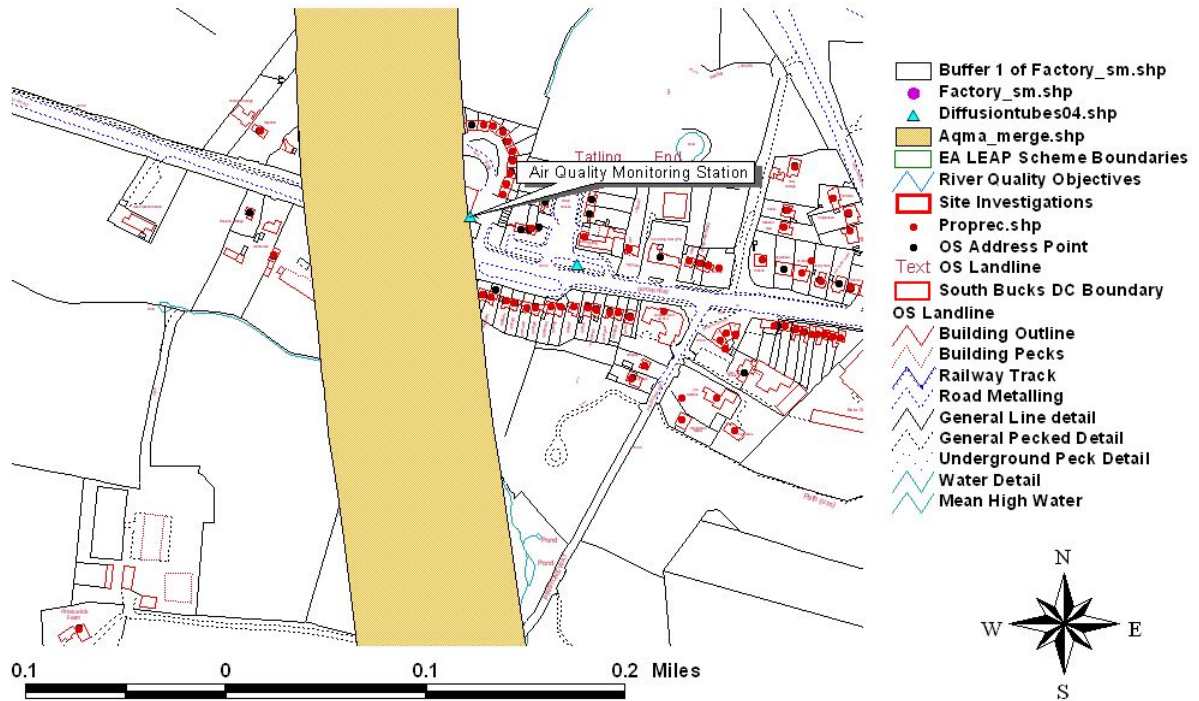 Tatling End
Air Quality Monitoring Station
Pond
Pond
Path (um)
Buffer 1 of Factory_sm.shp
Factory_sm.shp
Diffusiontubes04.shp
Aqma_merge.shp
EA LEAP Scheme Boundaries
River Quality Objectives
Site Investigations
Proprec.shp
OS Address Point
Text OS Landline
South Bucks DC Boundary
OS Landline
Building Outline
Building Pecks
Railway Track
Road Metalling
General Line detail
General Pecked Detail
Underground Peck Detail
Water Detail
Mean High Water
N
W E
S
Farm
0.1 0 0.1 0.2 Miles